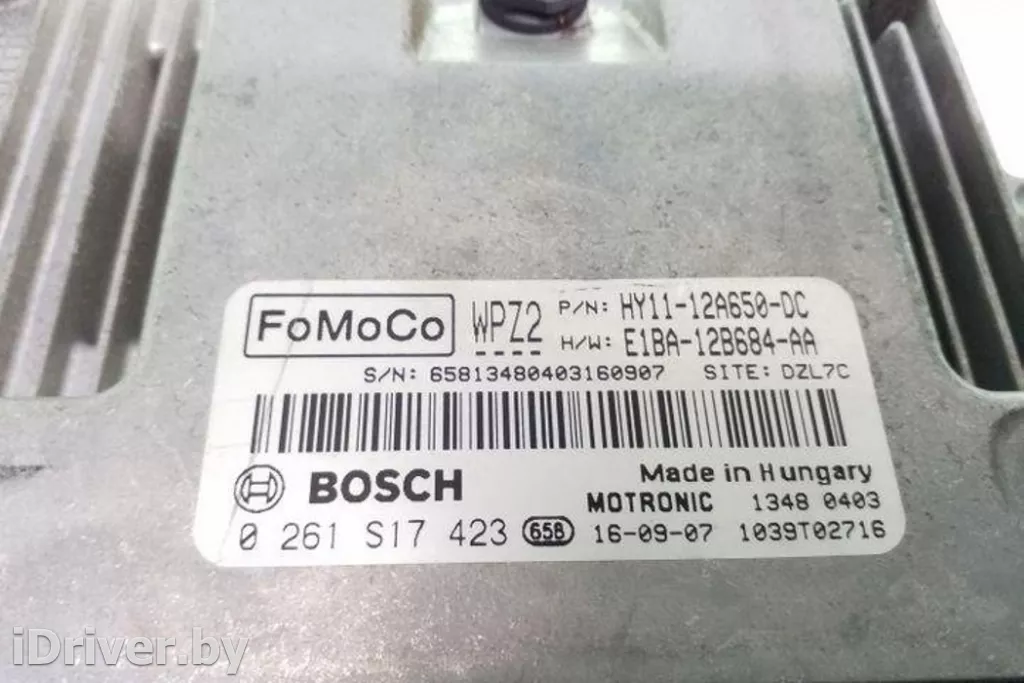 FoMoCo WPZ2 P/N: HY11-12A650-DC
H/W: E1BA-12B684-AA
S/N: 65813480403160907 SITE: DZL7C
BOSCH Made in Hungary
MOTRONIC 1348 0403
0 261 S17 423 658 16-09-07 1039T02716
iDriver.by